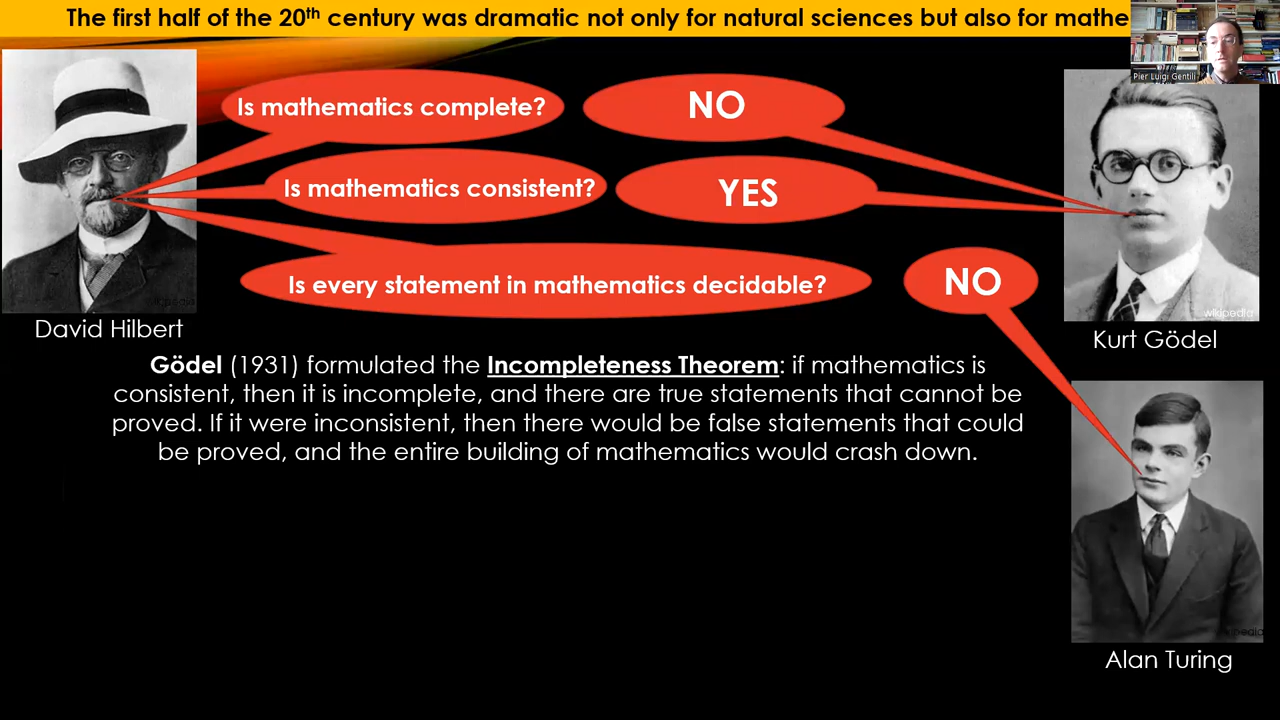 The first half of the 20th century was dramatic not only for natural sciences but also for mathe
Pier Luigi Gentili
Is mathematics complete?
NO
Is mathematics consistent?
YES
Is every statement in mathematics decidable?
NO
wikipedia
David Hilbert
Kurt Gödel
Gödel (1931) formulated the Incompleteness Theorem: if mathematics is
consistent, then it is incomplete, and there are true statements that cannot be
proved. If it were inconsistent, then there would be false statements that could
be proved, and the entire building of mathematics would crash down.
Alan Turing